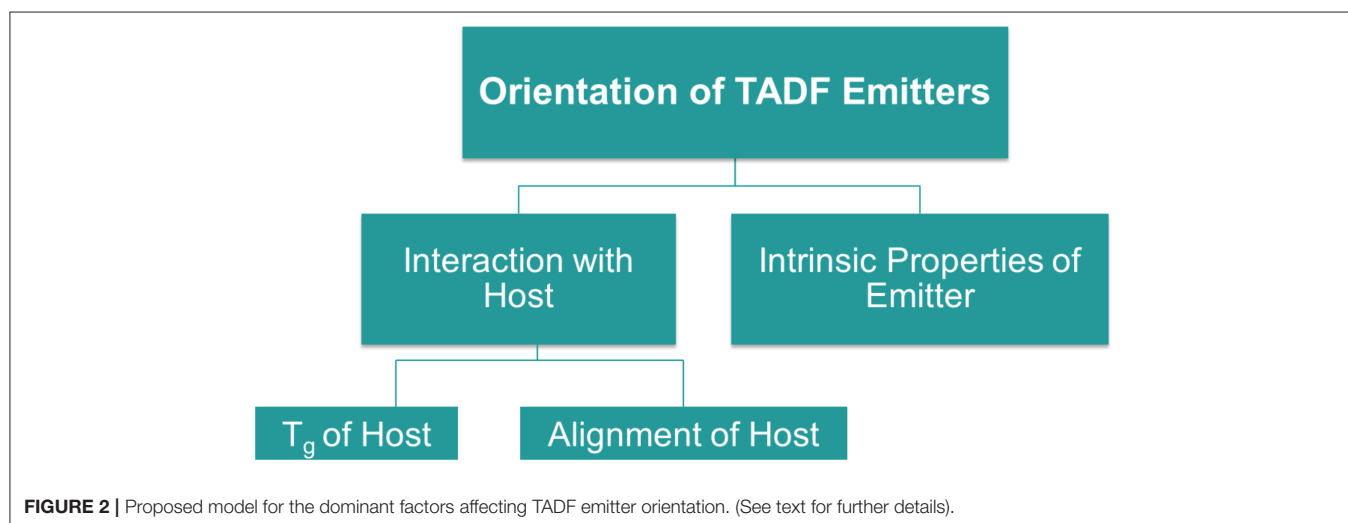 Orientation of TADF Emitters
Interaction with
Host
Intrinsic Properties of
Emitter
Tg of Host
Alignment of Host
FIGURE 2 | Proposed model for the dominant factors affecting TADF emitter orientation. (See text for further details).